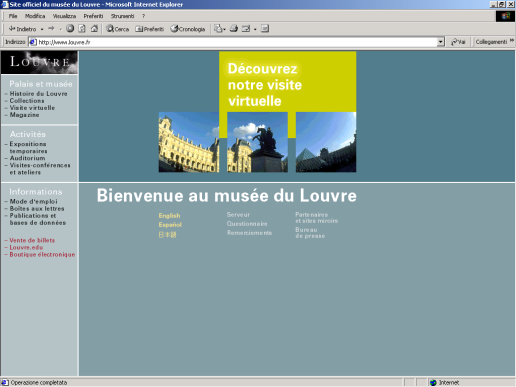 Site officiel du musée du Louvre - Microsoft Internet Explorer
File Modifica Visualizza Preferiti Strumenti ?
Indietro Cerca Preferiti Cronologia
Indirizzo http://www.louvre.fr Vai Collegamenti »
LOUVRE
Palais et musée
– Histoire du Louvre
– Collections
– Visite virtuelle
– Magazine
Activités
– Expositions
temporaires
– Auditorium
– Visites-conférences
et ateliers
Informations
– Mode d'emploi
– Boîtes aux lettres
– Publications et
bases de données
– Vente de billets
– Louvre.edu
– Boutique électronique
Découvrez
notre visite
virtuelle
Bienvenue au musée du Louvre
English
Español
日本語
Serveur
Questionnaire
Remerciements
Partenaires
et sites miroirs
Bureau
de presse
Operazione completata Internet